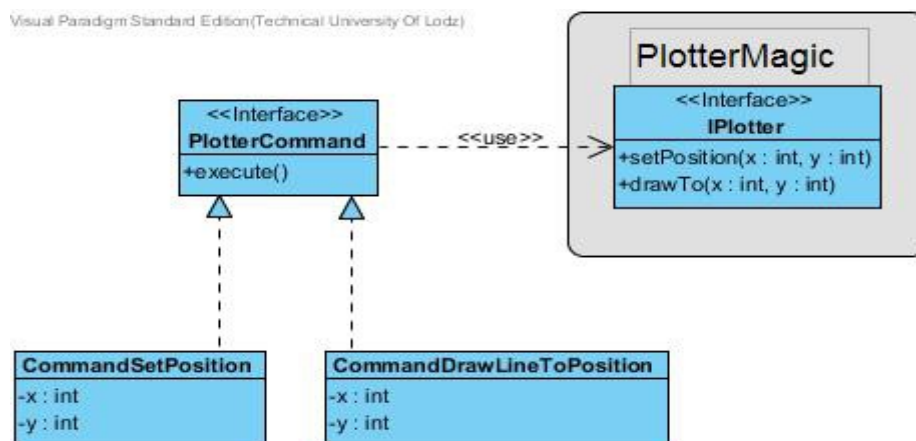 Visual Paradigm Standard Edition(Technical University Of Lodz)
PlotterMagic
<<Interface>>
PlotterCommand
+execute()
<<use>>
<<Interface>>
IPlotter
+setPosition(x : int, y : int)
+drawTo(x : int, y : int)
CommandSetPosition
-x : int
-y : int
CommandDrawLineToPosition
-x : int
-y : int